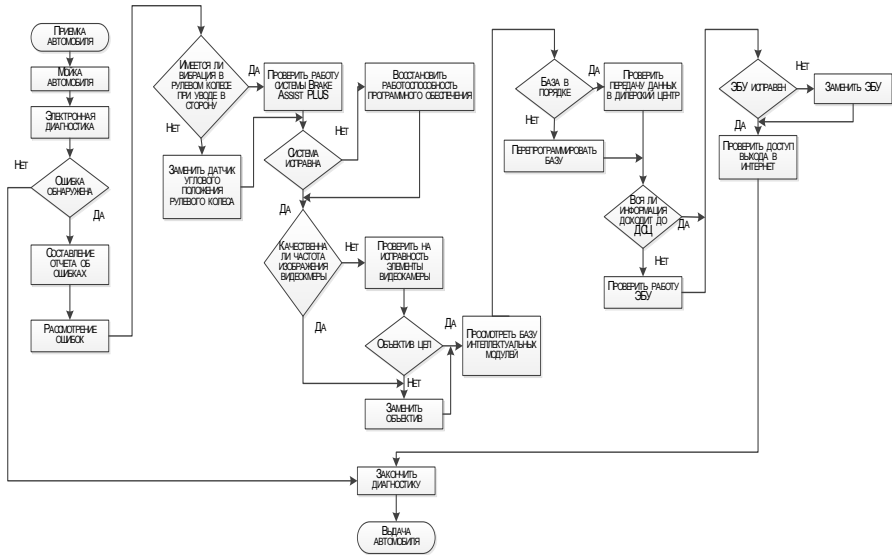 Приемка
автомобиля
Мойка
автомобиля
Электронная
диагностика
Нет
Ошибка
обнаружена
Да
Составление
отчета об
ошибках
Рассмотрение
ошибок
Имеется ли
вибрация в
рулевом колесе
при уводе в
сторону
Да
Нет
Проверить работу
системы Brake
Assist PLUS
Восстановить
работоспособность
программного обеспечения
Заменить датчик
углового
положения
рулевого колеса
Система
исправна
Нет
Да
Качественна
ли частота
изображения
видеокмеры
Нет
Да
Проверить на
исправность
элементы
видеокамеры
Объектив цел
Да
Нет
Заменить
объектив
Просмотреть базу
интеллектуальных
модулей
База в
порядке
Да
Нет
Проверить
передачу данных
в дилерский центр
Перепрограммировать
базу
Вся ли
информация
доходит до
ДСЦ
Да
Нет
Проверить работу
ЭБУ
ЭБУ исправен
Нет
Да
Заменить ЭБУ
Проверить доступ
выхода в
интернет
Закончить
диагностику
Выдача
автомобиля